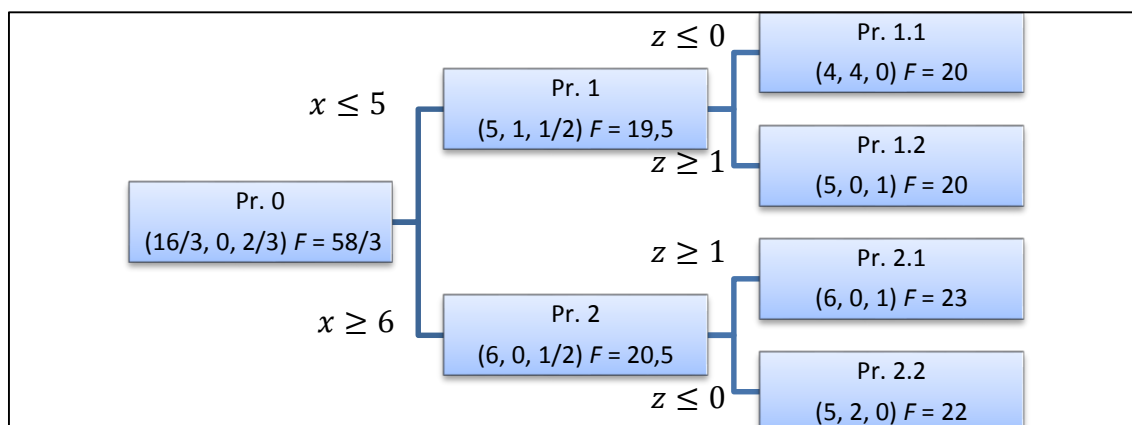 z ≤ 0
Pr. 1.1
(4, 4, 0) F = 20
x ≤ 5
Pr. 1
(5, 1, 1/2) F = 19,5
z ≥ 1
Pr. 1.2
(5, 0, 1) F = 20
Pr. 0
(16/3, 0, 2/3) F = 58/3
z ≥ 1
Pr. 2.1
(6, 0, 1) F = 23
x ≥ 6
Pr. 2
(6, 0, 1/2) F = 20,5
z ≤ 0
Pr. 2.2
(5, 2, 0) F = 22